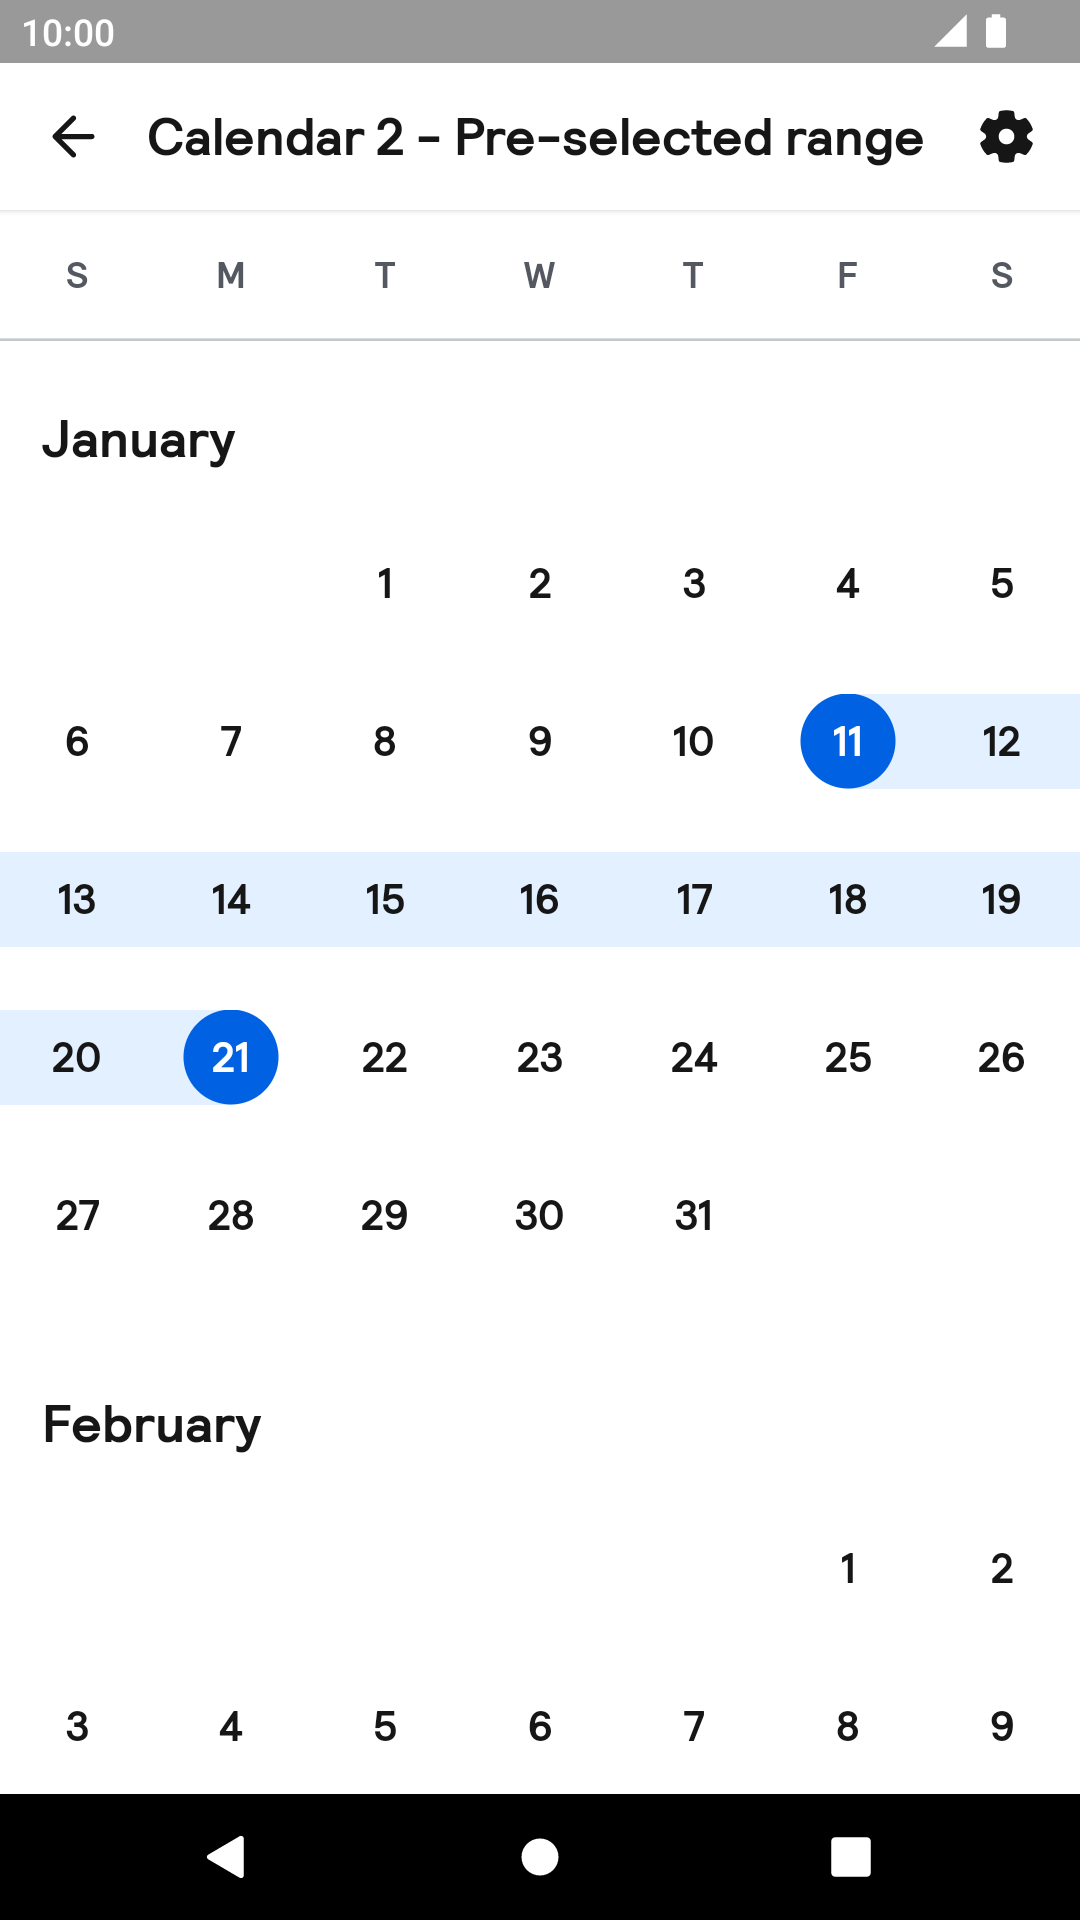 10:00
Calendar 2 - Pre-selected range
S M T W T F S
January
1 2 3 4 5
6 7 8 9 10 11 12
13 14 15 16 17 18 19
20 21 22 23 24 25 26
27 28 29 30 31
February
1 2
3 4 5 6 7 8 9